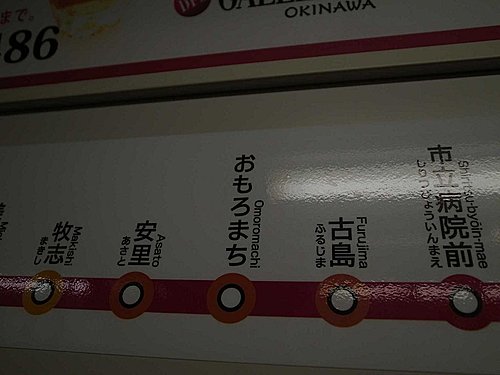 まで。
486
OKINAWA
牧志
まきし
Makishi
安里
あさと
Asato
おもろまち
Omoromachi
古島
ふるじま
Furujima
市立病院前
しりつびょういんまえ
Shiritsu-byoin-mae